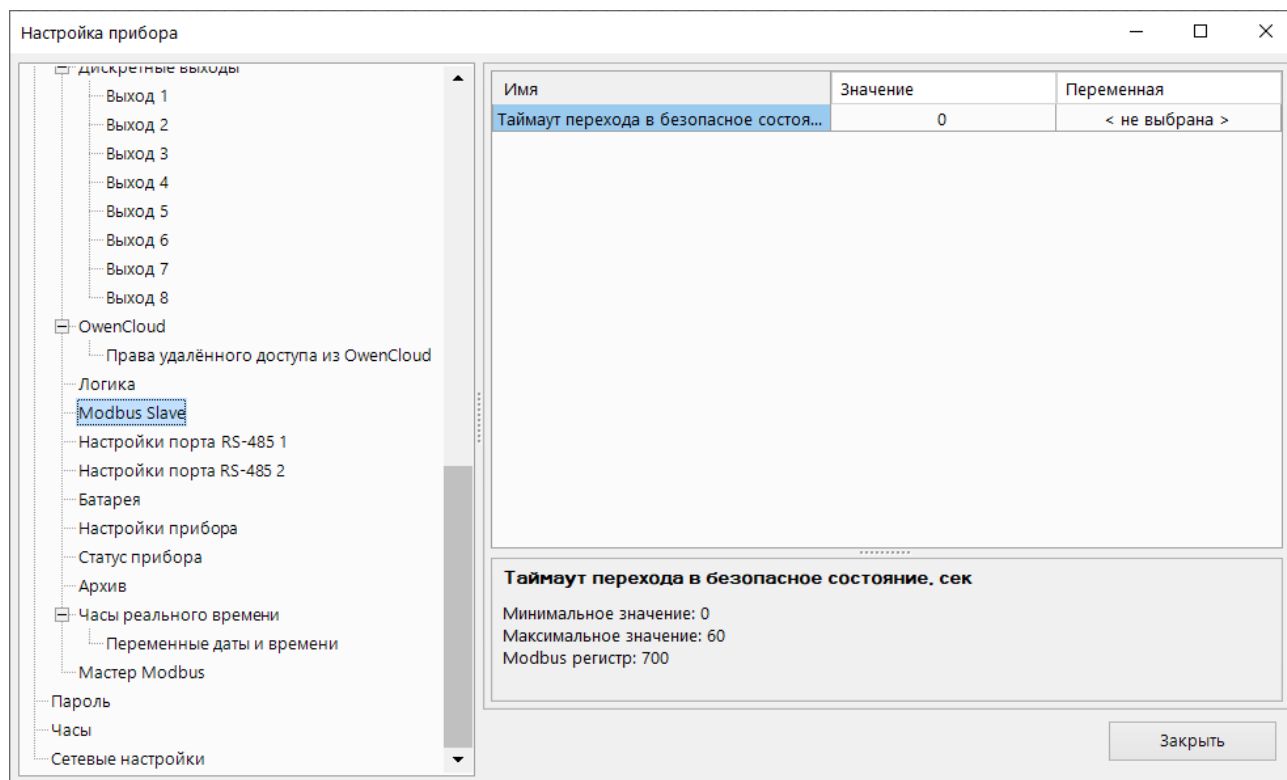 Настройка прибора
Дискретные выходы
Выход 1
Выход 2
Выход 3
Выход 4
Выход 5
Выход 6
Выход 7
Выход 8
OwenCloud
Права удалённого доступа из OwenCloud
Логика
Modbus Slave
Настройки порта RS-485 1
Настройки порта RS-485 2
Батарея
Настройки прибора
Статус прибора
Архив
Часы реального времени
Переменные даты и времени
Мастер Modbus
Пароль
Часы
Сетевые настройки
Имя Значение Переменная
Таймаут перехода в безопасное состоя... 0 < не выбрана >
Таймаут перехода в безопасное состояние, сек
Минимальное значение: 0
Максимальное значение: 60
Modbus регистр: 700
Закрыть